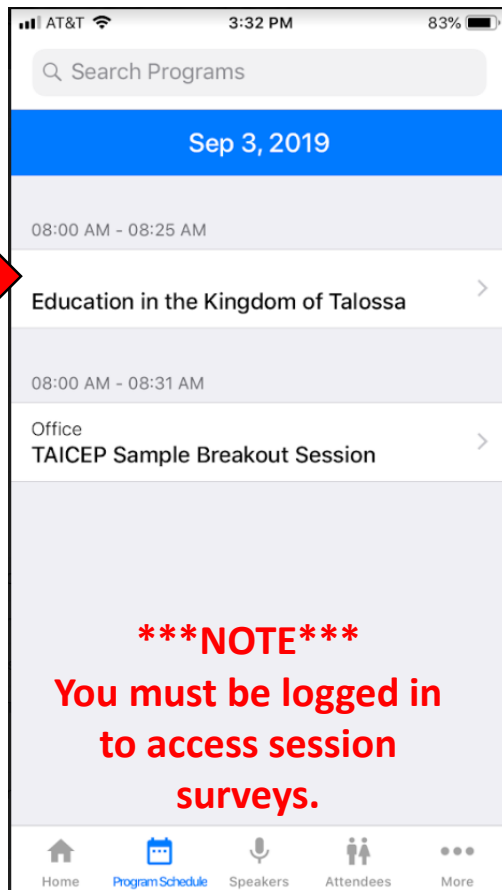 AT&T 3:32 PM 83%
Search Programs
Sep 3, 2019
08:00 AM - 08:25 AM
Education in the Kingdom of Talossa
08:00 AM - 08:31 AM
Office
TAICEP Sample Breakout Session
***NOTE***
You must be logged in
to access session
surveys.
Home Program Schedule Speakers Attendees More